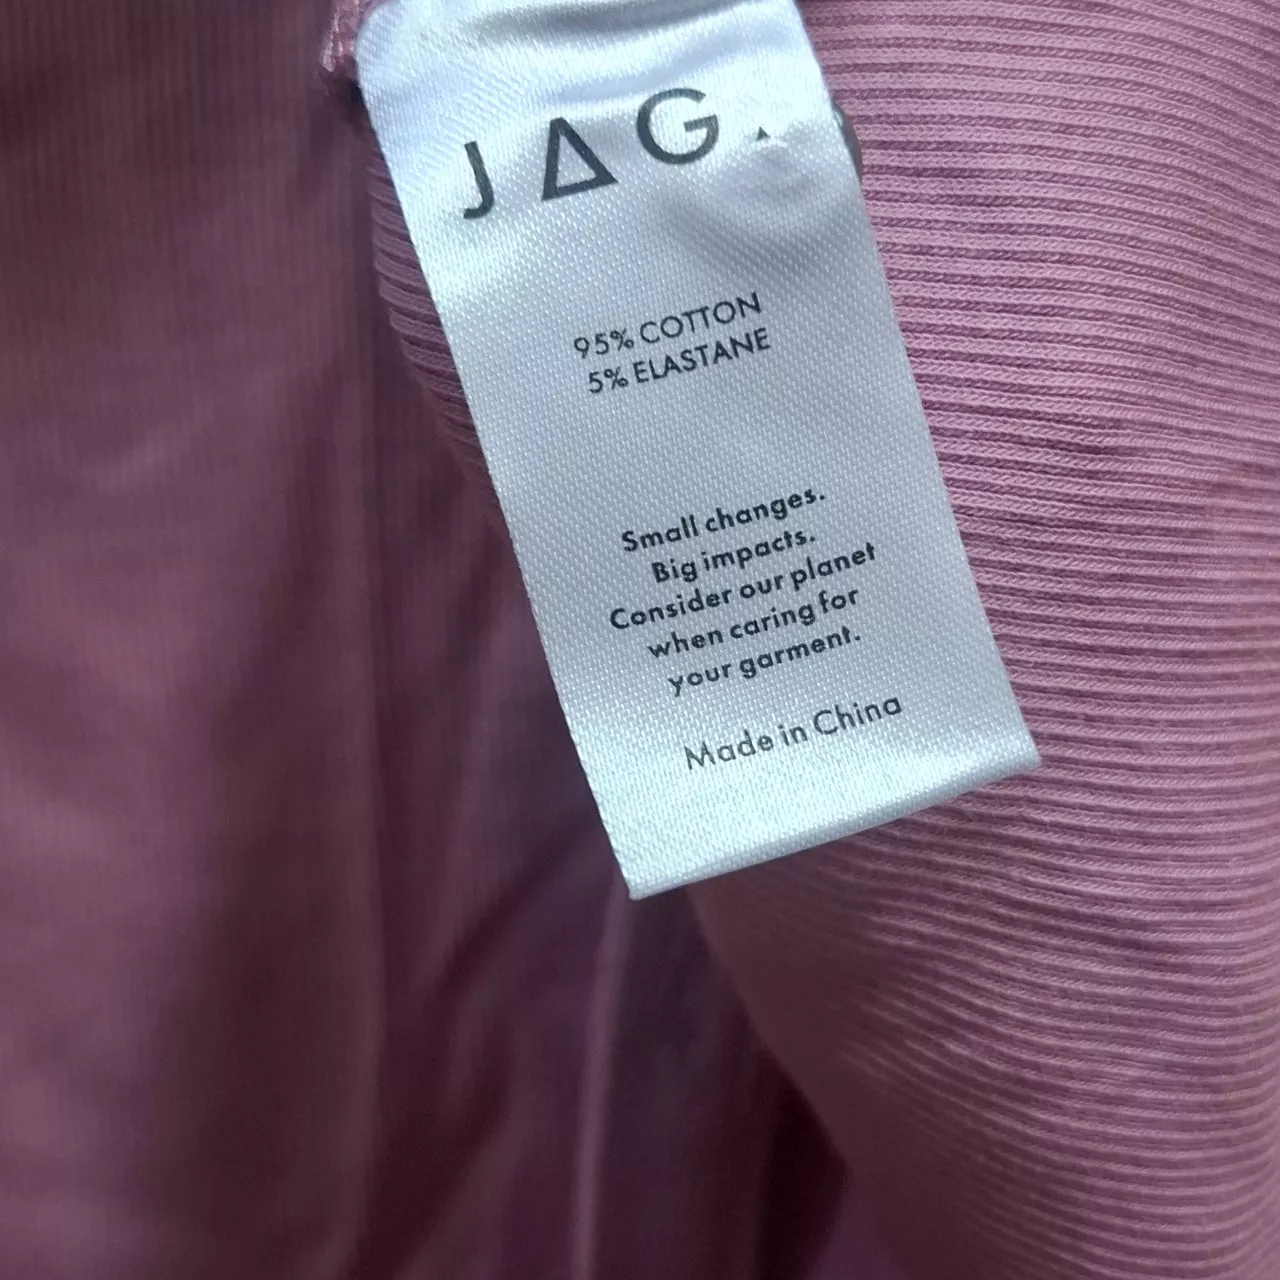 JAG.
95% COTTON
5% ELASTANE
Small changes.
Big impacts.
Consider our planet
when caring for
your garment.
Made in China